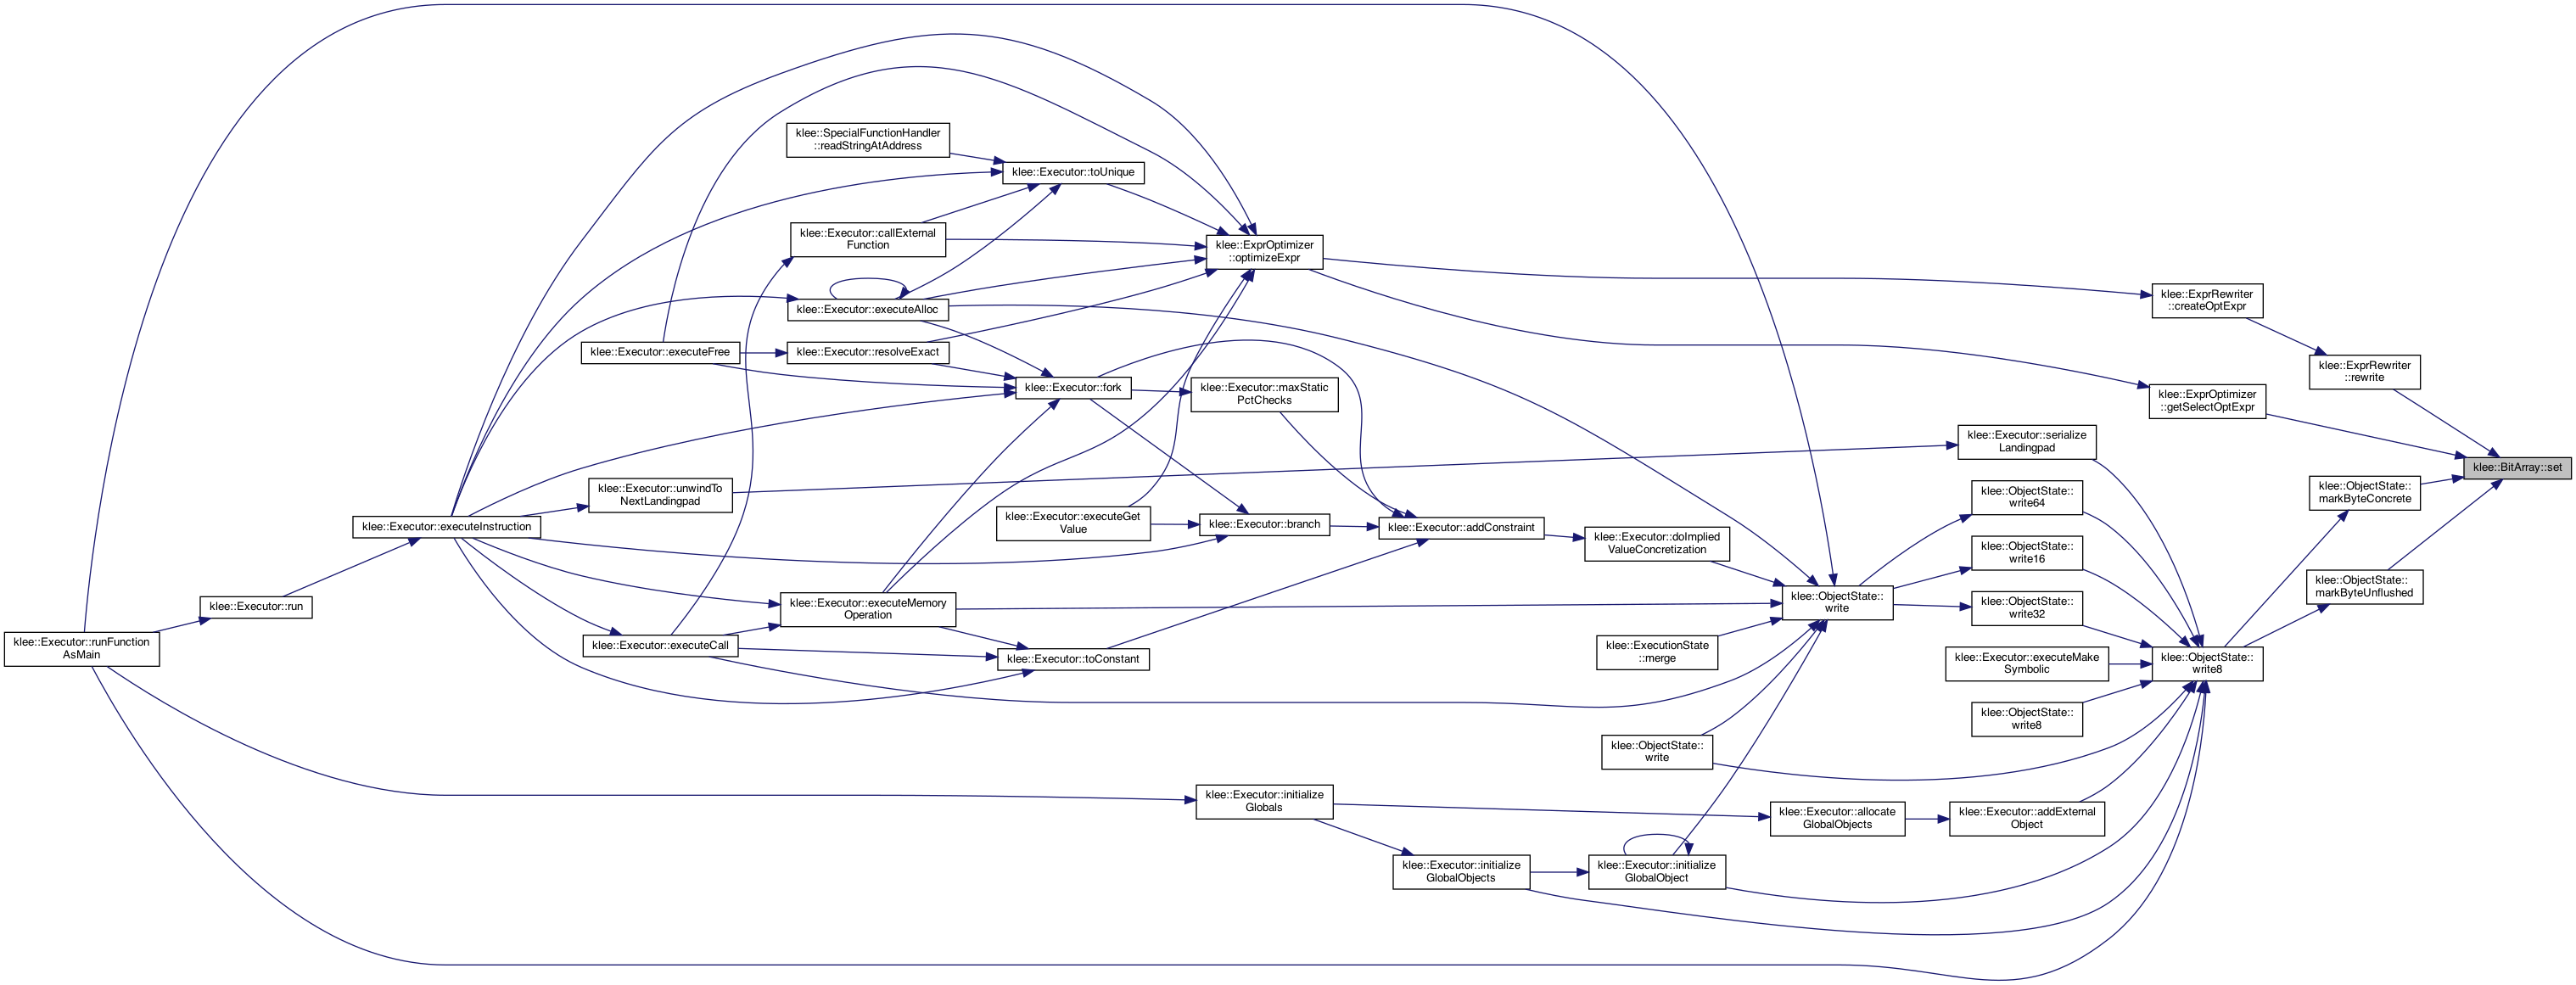 klee::SpecialFunctionHandler
::readStringAtAddress
klee::Executor::toUnique
klee::Executor::callExternal
Function
klee::ExprOptimizer
::optimizeExpr
klee::Executor::executeAlloc
klee::ExprRewriter
::createOptExpr
klee::Executor::executeFree
klee::Executor::resolveExact
klee::ExprRewriter
::rewrite
klee::Executor::fork
klee::Executor::maxStatic
PctChecks
klee::ExprOptimizer
::getSelectOptExpr
klee::Executor::serialize
Landingpad
klee::BitArray::set
klee::Executor::unwindTo
NextLandingpad
klee::ObjectState::
markByteConcrete
klee::ObjectState::
write64
klee::Executor::executeInstruction
klee::Executor::executeGet
Value
klee::Executor::branch
klee::Executor::addConstraint
klee::Executor::doImplied
ValueConcretization
klee::ObjectState::
write16
klee::ObjectState::
markByteUnflushed
klee::Executor::run
klee::Executor::executeMemory
Operation
klee::ObjectState::
write
klee::ObjectState::
write32
klee::Executor::runFunction
AsMain
klee::Executor::executeCall
klee::Executor::toConstant
klee::ExecutionState
::merge
klee::Executor::executeMake
Symbolic
klee::ObjectState::
write8
klee::ObjectState::
write8
klee::ObjectState::
write
klee::Executor::initialize
Globals
klee::Executor::allocate
GlobalObjects
klee::Executor::addExternal
Object
klee::Executor::initialize
GlobalObjects
klee::Executor::initialize
GlobalObject